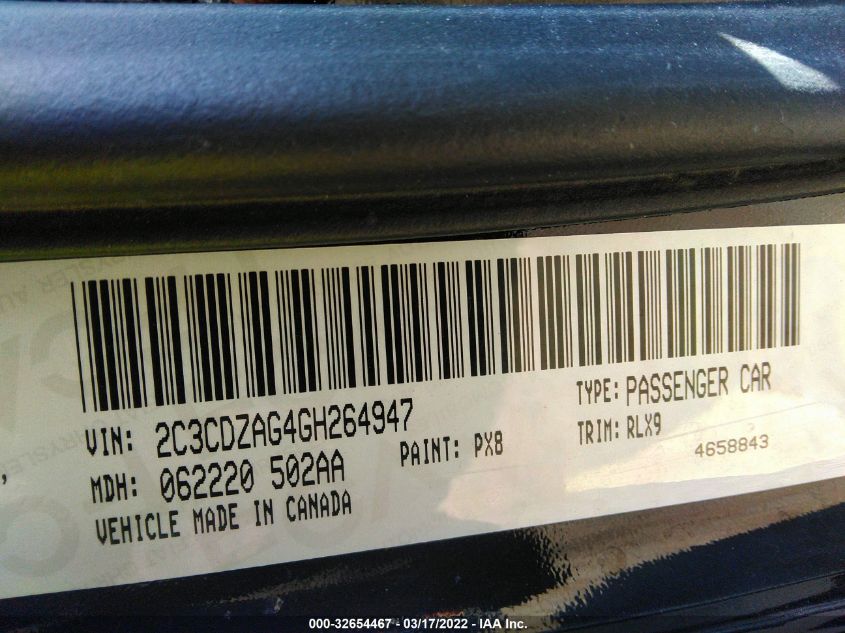 VIN: 2C3CDZAG4GH264947
TYPE: PASSENGER CAR
MDH: 062220 502AA
PAINT: PX8
TRIM: RLX9
4658843
VEHICLE MADE IN CANADA
000-32654467 - 03/17/2022 - IAA Inc.